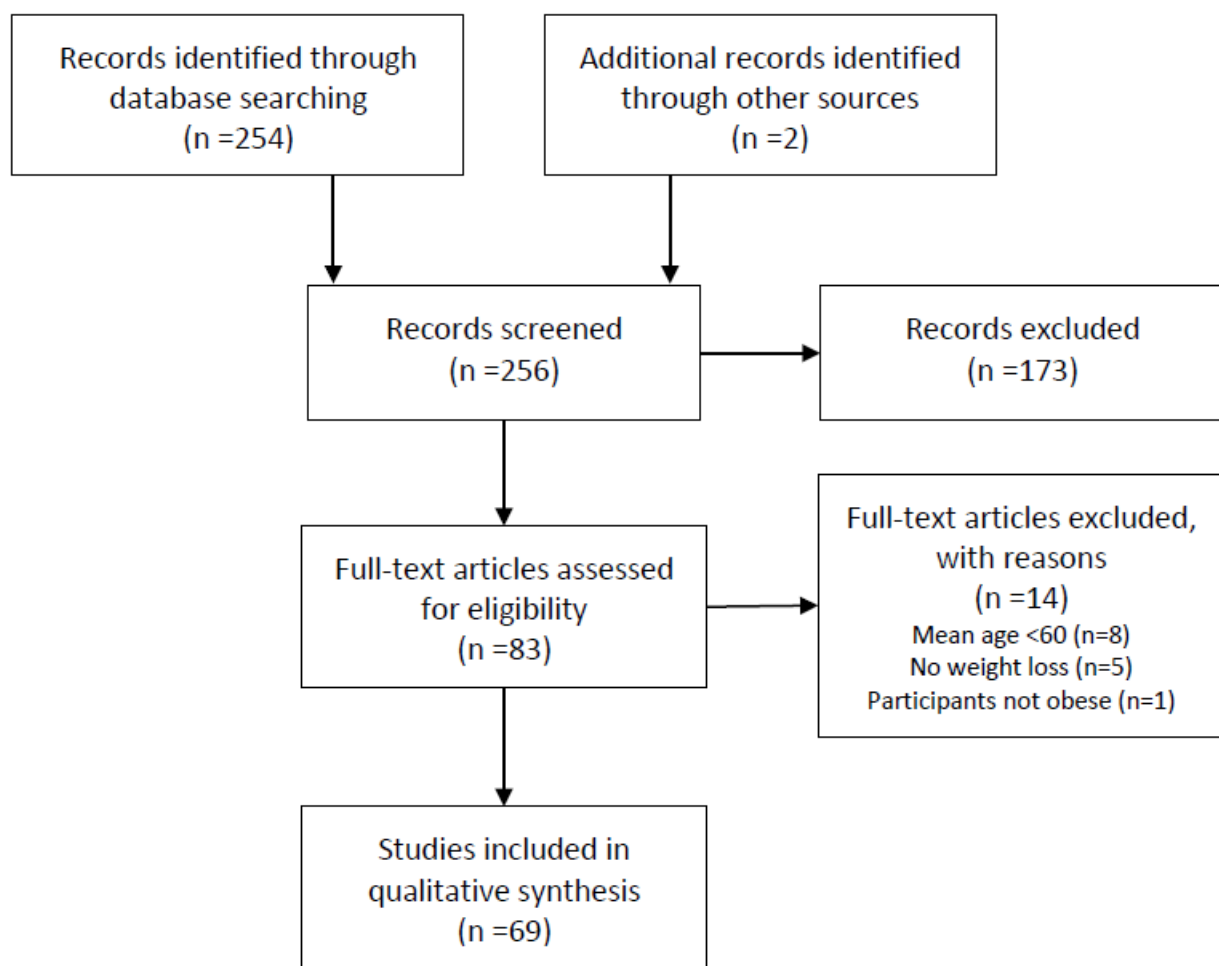 Records identified through
database searching
(n =254)
Additional records identified
through other sources
(n =2)
Records screened
(n =256)
Records excluded
(n =173)
Full-text articles assessed
for eligibility
(n =83)
Full-text articles excluded,
with reasons
(n =14)
Mean age <60 (n=8)
No weight loss (n=5)
Participants not obese (n=1)
Studies included in
qualitative synthesis
(n =69)